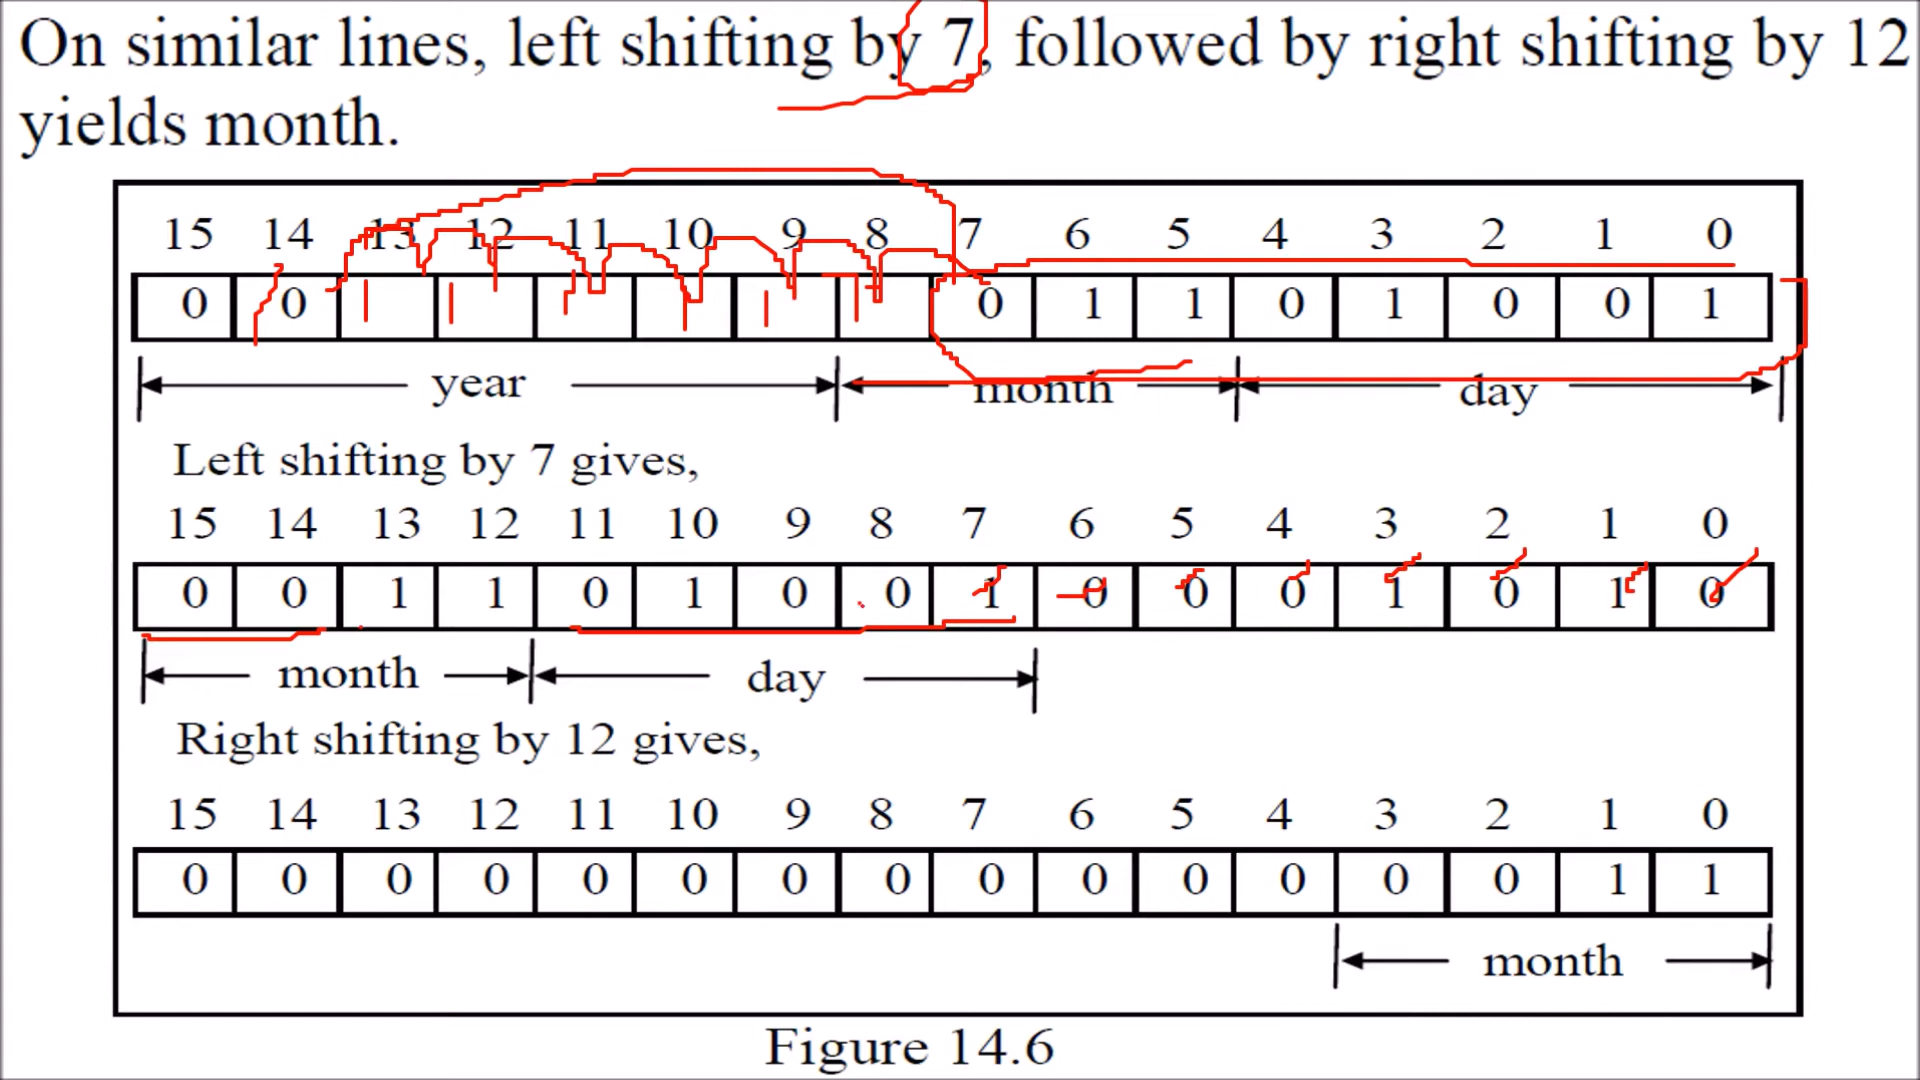 On similar lines, left shifting by 7, followed by right shifting by 12
yields month.
15 14 13 12 11 10 9 8 7 6 5 4 3 2 1 0
0 0 0 1 1 0 1 0 0 1
year month day
Left shifting by 7 gives,
15 14 13 12 11 10 9 8 7 6 5 4 3 2 1 0
0 0 1 1 0 1 0 0 1 0 0 0 1 0 1 0
month day
Right shifting by 12 gives,
15 14 13 12 11 10 9 8 7 6 5 4 3 2 1 0
0 0 0 0 0 0 0 0 0 0 0 0 0 0 1 1
month
Figure 14.6